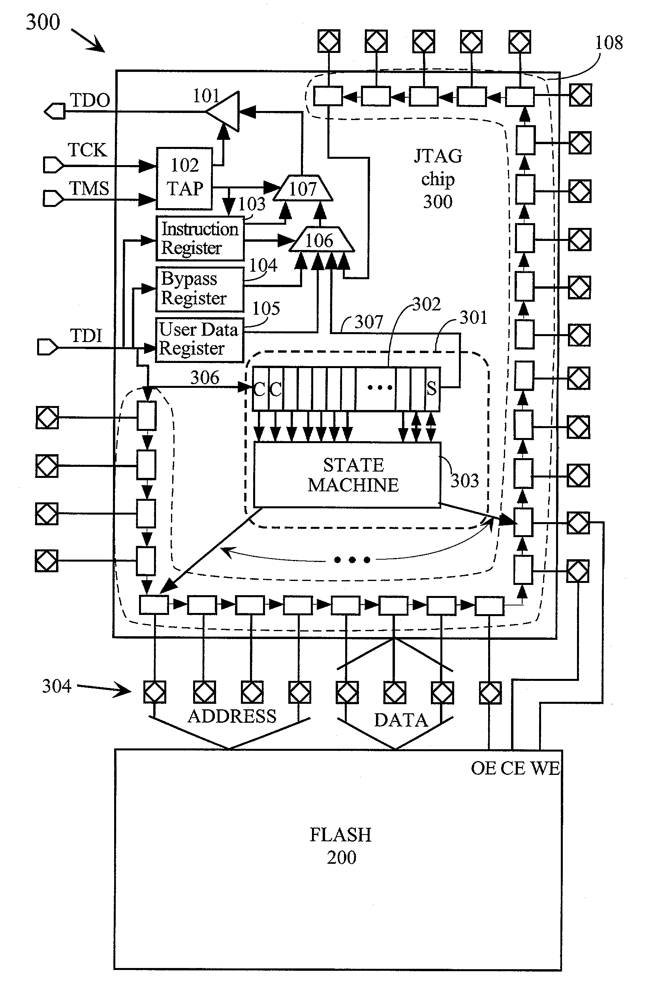 300
108
TDO
101
TCK
JTAG
chip
300
102
TAP
TMS
107
103
Instruction
Register
106
104
Bypass
Register
105
302
301
307
User Data
Register
TDI
306
C C ••• S
STATE
MACHINE
303
•••
304
ADDRESS
DATA
OE CE WE
FLASH
200